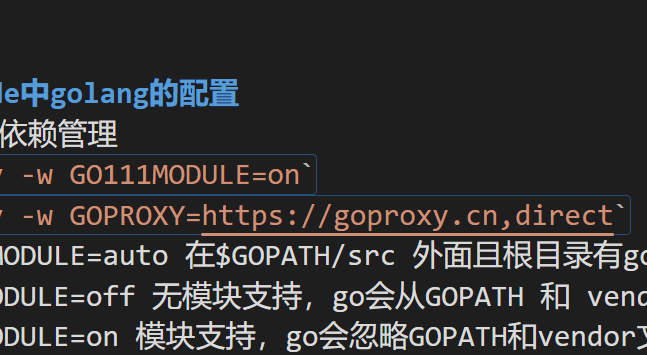 de中golang的配置
依赖管理
-w GO111MODULE=on`
-w GOPROXY=https://goproxy.cn,direct`
MODULE=auto 在$GOPATH/src 外面且根目录有go
DULE=off 无模块支持，go会从GOPATH 和 vend
DULE=on 模块支持，go会忽略GOPATH和vendor文